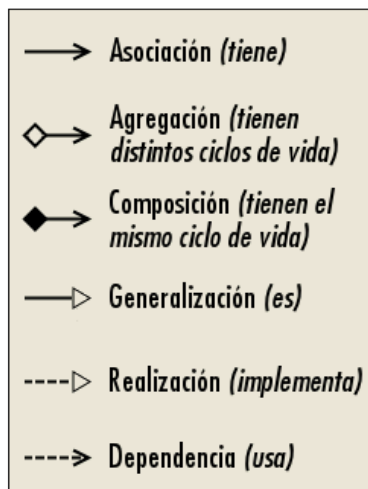 Asociación (tiene)
Agregación (tienen
distintos ciclos de vida)
Composición (tienen el
mismo ciclo de vida)
Generalización (es)
Realización (implementa)
Dependencia (usa)